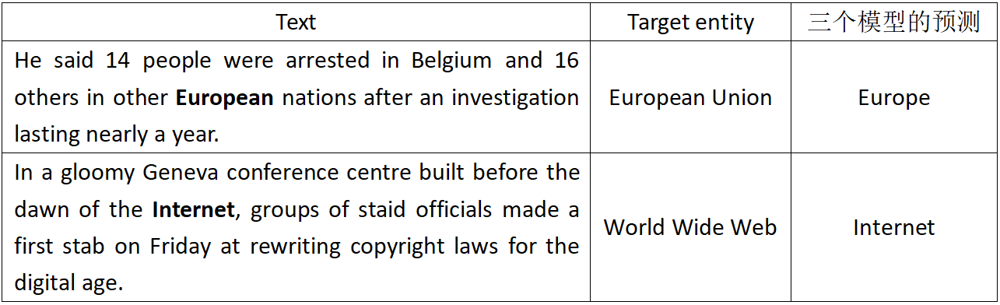 Text Target entity 三个模型的预测
He said 14 people were arrested in Belgium and 16
others in other European nations after an investigation
lasting nearly a year.
European Union
Europe
In a gloomy Geneva conference centre built before the
dawn of the Internet, groups of staid officials made a
first stab on Friday at rewriting copyright laws for the
digital age.
World Wide Web
Internet